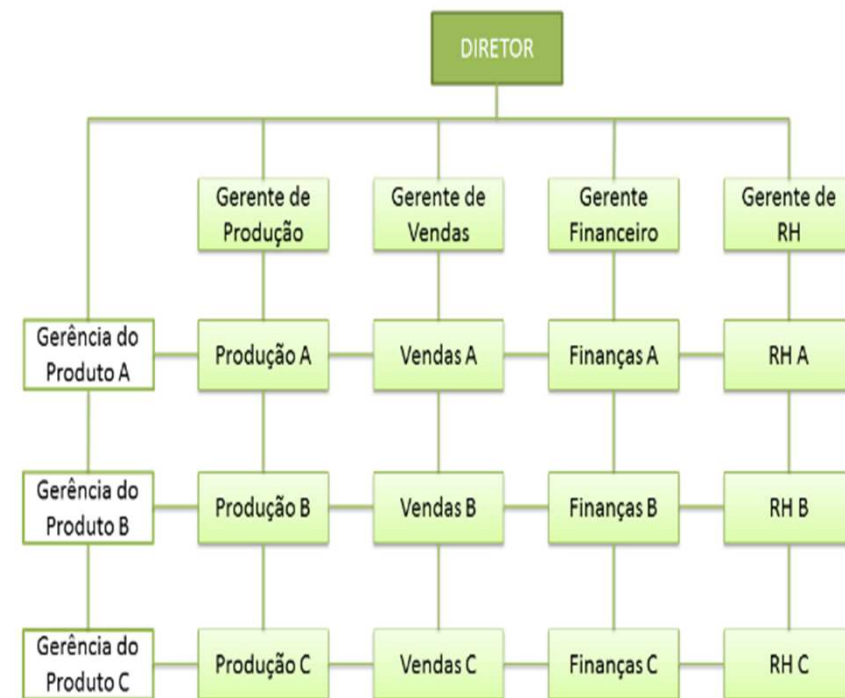 DIRETOR
Gerente de
Produção
Gerente de
Vendas
Gerente
Financeiro
Gerente de
RH
Gerência do
Produto A
Produção A
Vendas A
Finanças A
RH A
Gerência do
Produto B
Produção B
Vendas B
Finanças B
RH B
Gerência do
Produto C
Produção C
Vendas C
Finanças C
RH C